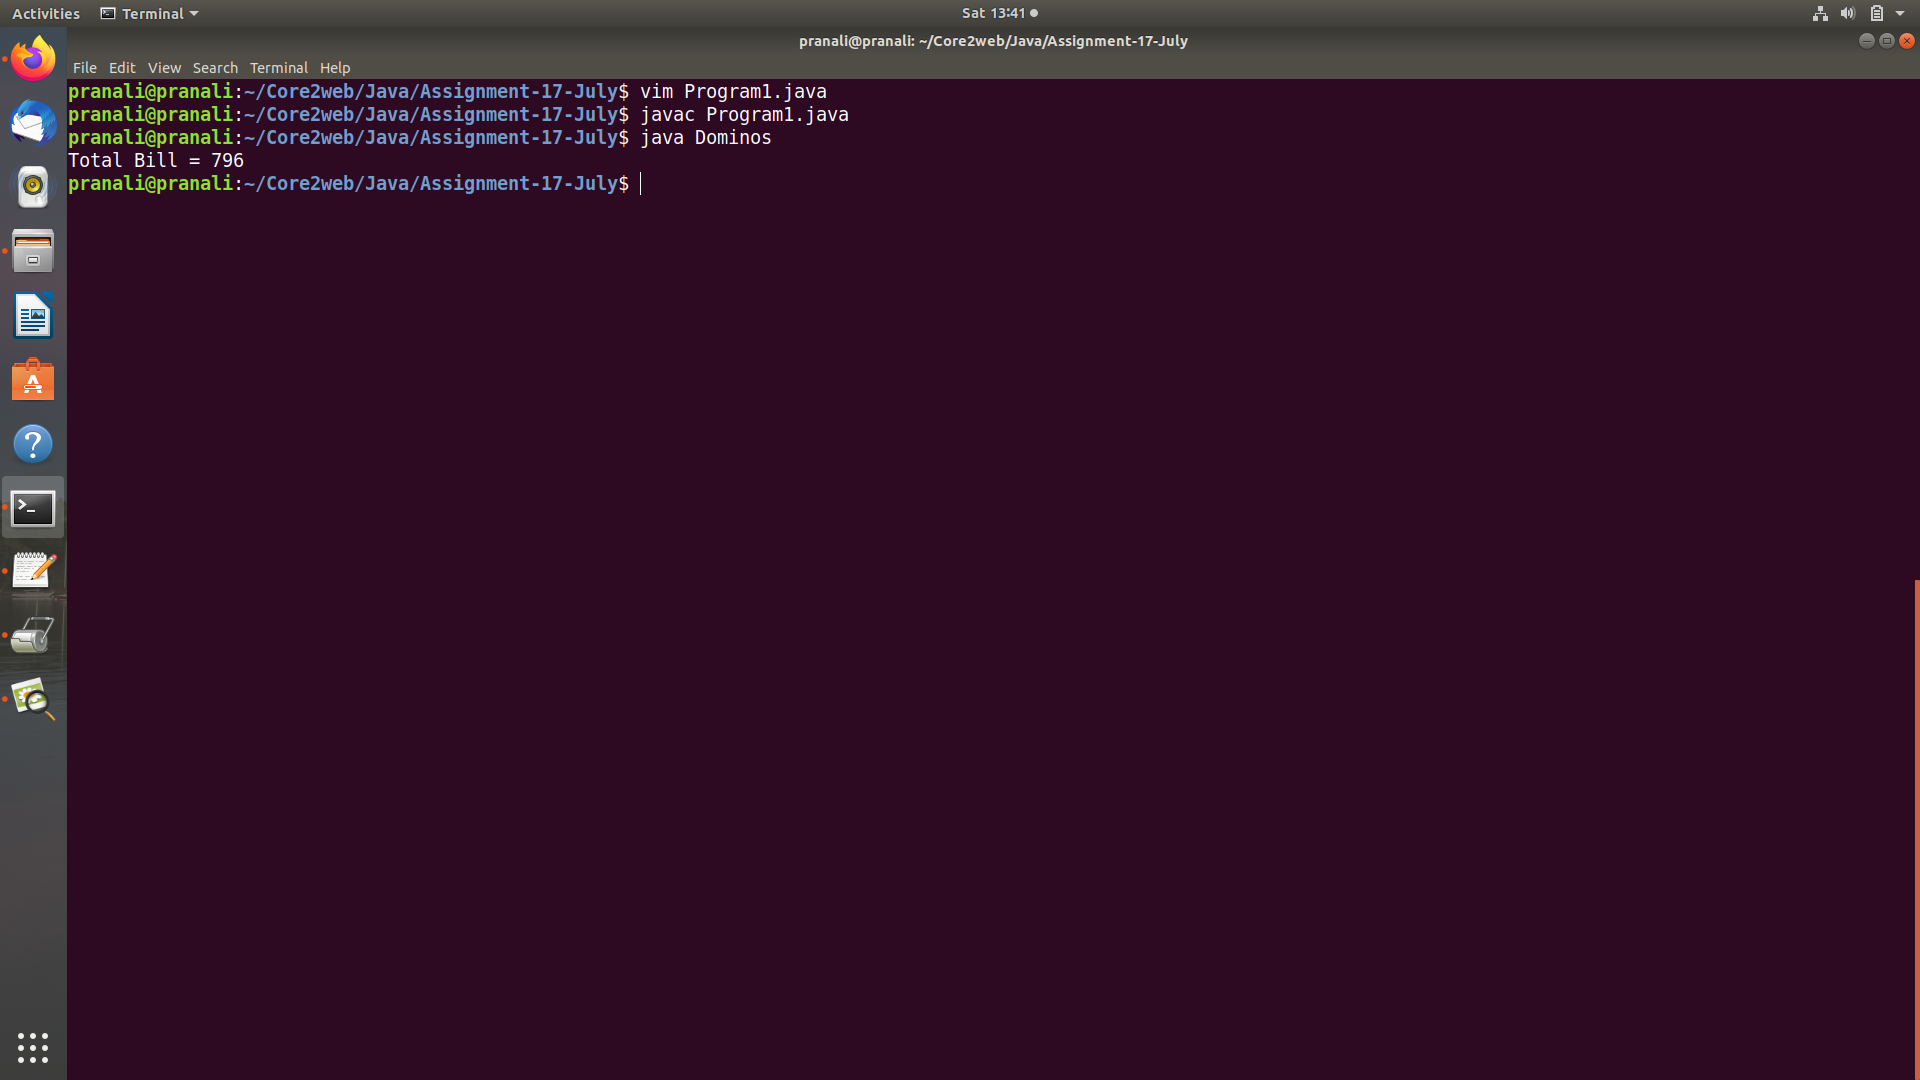 Activities Terminal Sat 13:41
pranali@pranali: ~/Core2web/Java/Assignment-17-July
File Edit View Search Terminal Help
pranali@pranali:~/Core2web/Java/Assignment-17-July$ vim Program1.java
pranali@pranali:~/Core2web/Java/Assignment-17-July$ javac Program1.java
pranali@pranali:~/Core2web/Java/Assignment-17-July$ java Dominos
Total Bill = 796
pranali@pranali:~/Core2web/Java/Assignment-17-July$